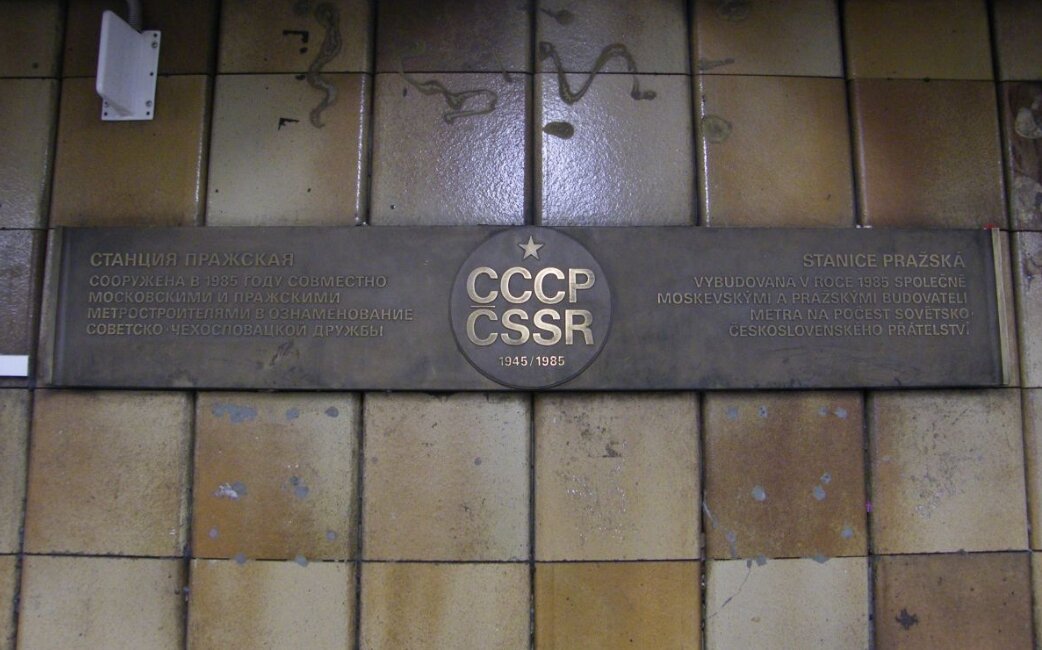 СТАНЦИЯ ПРАЖСКАЯ
СООРУЖЕНА В 1985 ГОДУ СОВМЕСТНО
МОСКОВСКИМИ И ПРАЖСКИМИ
МЕТРОСТРОИТЕЛЯМИ В ОЗНАМЕНОВАНИЕ
СОВЕТСКО-ЧЕХОСЛОВАЦКОЙ ДРУЖБЫ
СССР
ČSSR
1945/1985
STANICE PRAŽSKÁ
VYBUDOVANÁ V ROCE 1985 SPOLEČNĚ
MOSKEVSKÝMI A PRAŽSKÝMI BUDOVATELI
METRA NA POČEST SOVĚTSKO-
ČESKOSLOVENSKÉHO PŘÁTELSTVÍ.